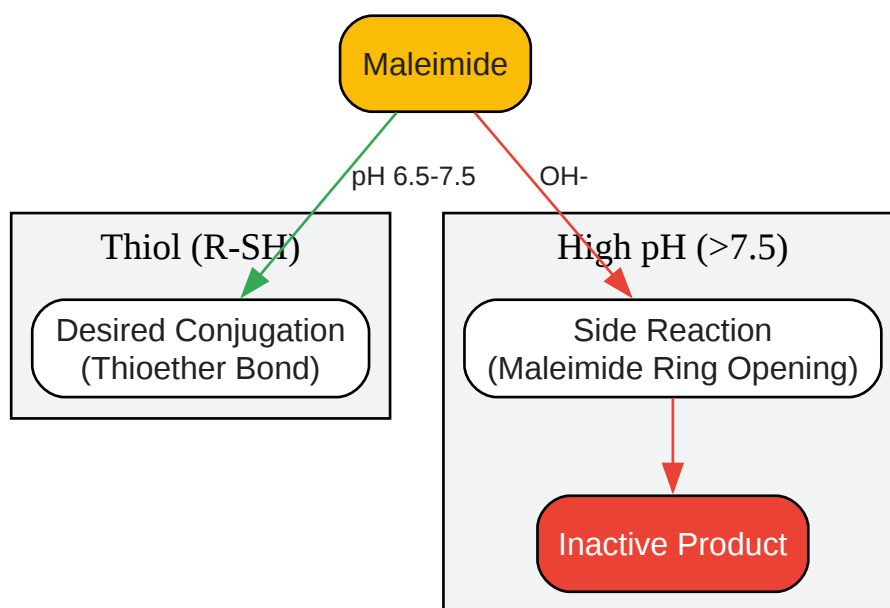 Maleimide
pH 6.5-7.5
OH-
Thiol (R-SH)
Desired Conjugation
(Thioether Bond)
High pH (>7.5)
Side Reaction
(Maleimide Ring Opening)
Inactive Product